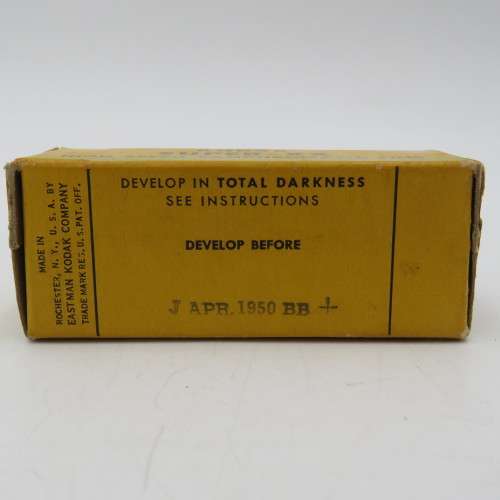 DEVELOP IN TOTAL DARKNESS
SEE INSTRUCTIONS
DEVELOP BEFORE
J APR. 1950 BB +
MADE IN
ROCHESTER, N. Y., U. S. A. BY
EASTMAN KODAK COMPANY
TRADE MARK REG. U. S. PAT. OFF.